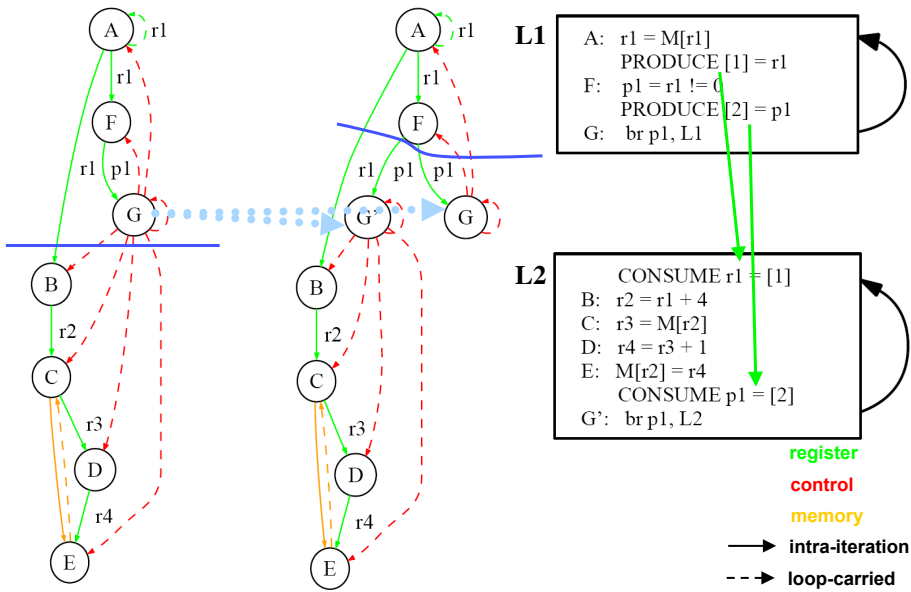 A
r1
r1
F
r1
p1
G
B
r2
C
r3
D
r4
E
A
r1
r1
F
r1
p1
p1
G'
G
B
r2
C
r3
D
r4
E
L1
A: r1 = M[r1]
PRODUCE [1] = r1
F: p1 = r1 != 0
PRODUCE [2] = p1
G: br p1, L1
L2
CONSUME r1 = [1]
B: r2 = r1 + 4
C: r3 = M[r2]
D: r4 = r3 + 1
E: M[r2] = r4
CONSUME p1 = [2]
G': br p1, L2
register
control
memory
intra-iteration
loop-carried